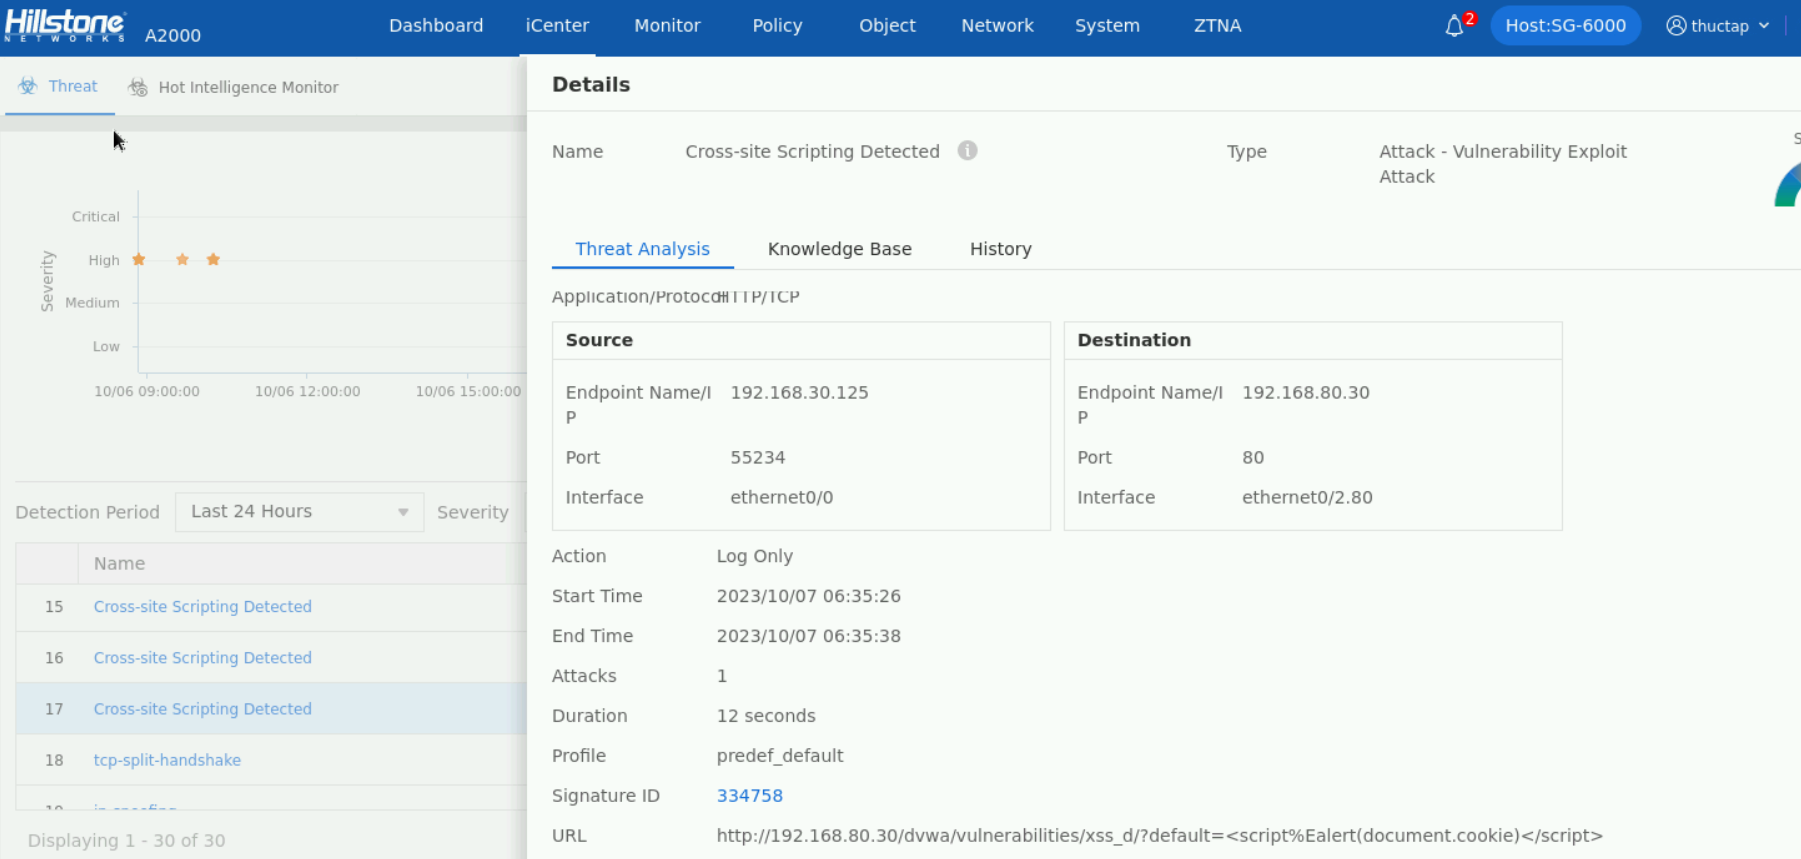 Hillstone
NETWORKS
A2000
Dashboard
iCenter
Monitor
Policy
Object
Network
System
ZTNA
2
Host:SG-6000
thuctap
Threat
Hot Intelligence Monitor
Severity
Critical
High
Medium
Low
10/06 09:00:00
10/06 12:00:00
10/06 15:00:00
Detection Period
Last 24 Hours
Severity
Name
15 Cross-site Scripting Detected
16 Cross-site Scripting Detected
17 Cross-site Scripting Detected
18 tcp-split-handshake
Displaying 1 - 30 of 30
Details
Name
Cross-site Scripting Detected
Type
Attack - Vulnerability Exploit
Attack
S
Threat Analysis
Knowledge Base
History
Application/Protocol HTTP/TCP
Source
Endpoint Name/I
P
192.168.30.125
Port 55234
Interface ethernet0/0
Destination
Endpoint Name/I
P
192.168.80.30
Port 80
Interface ethernet0/2.80
Action Log Only
Start Time 2023/10/07 06:35:26
End Time 2023/10/07 06:35:38
Attacks 1
Duration 12 seconds
Profile predef_default
Signature ID 334758
URL http://192.168.80.30/dvwa/vulnerabilities/xss_d/?default=<script%Ealert(document.cookie)</script>